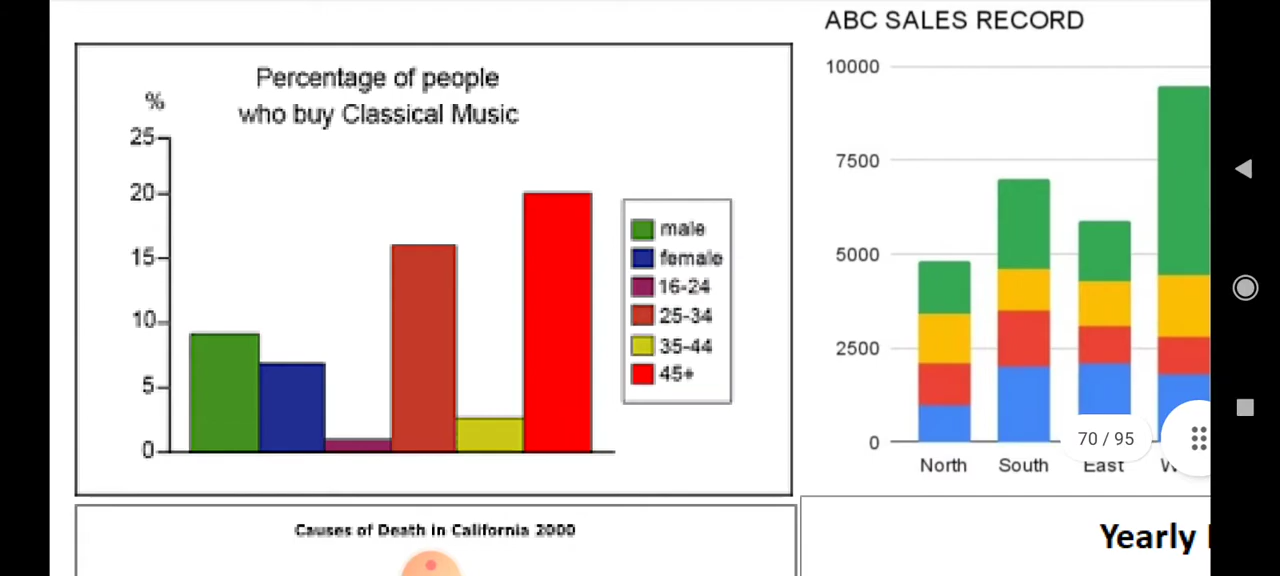 Percentage of people
who buy Classical Music
%
25
20
15
10
5
0
male
female
16-24
25-34
35-44
45+
ABC SALES RECORD
10000
7500
5000
2500
0
North
South
East
70 / 95
Causes of Death in California 2000
Yearly